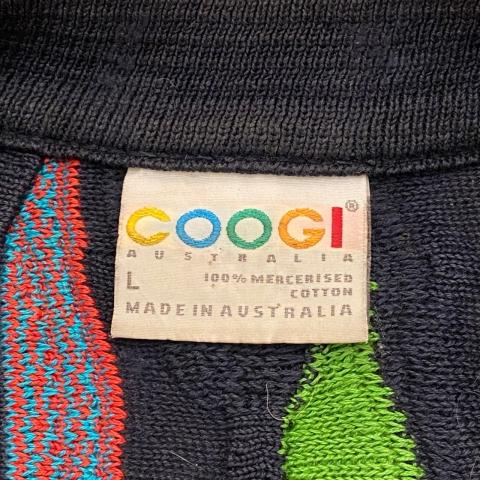 COOGI®
AUSTRALIA
L 100% MERCERISED
COTTON
MADE IN AUSTRALIA